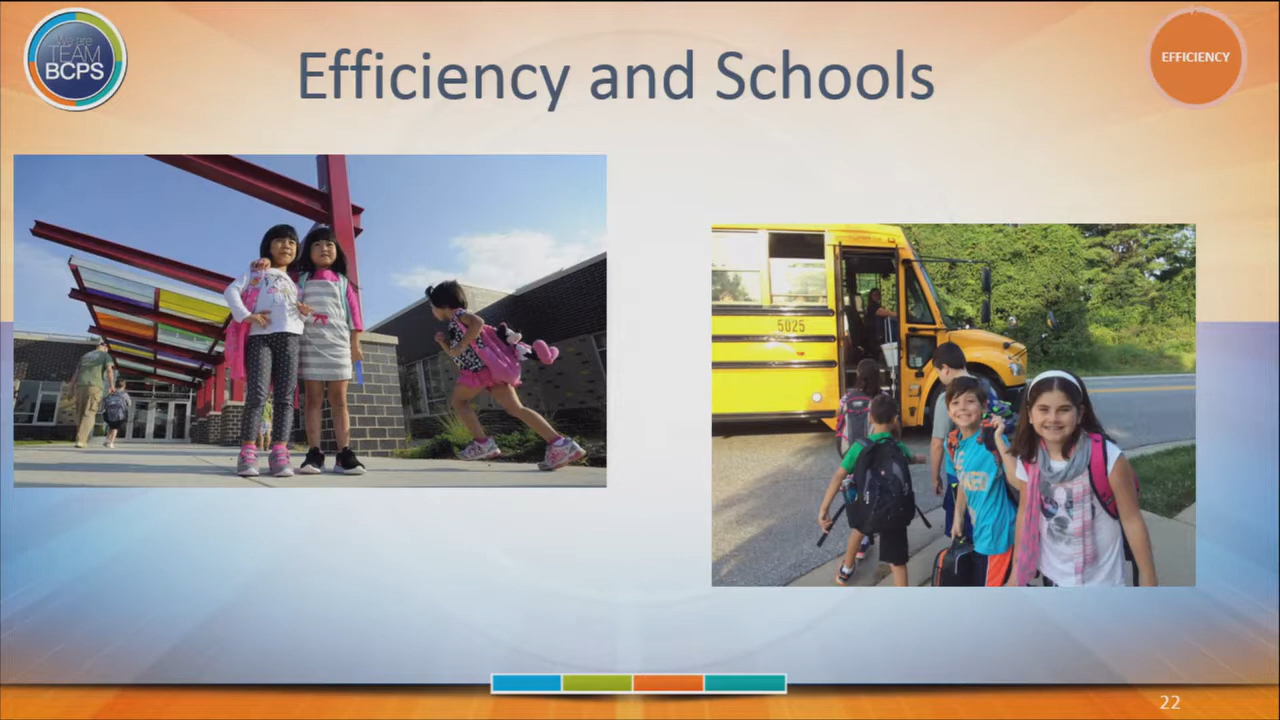 We are
TEAM
BCPS
Efficiency and Schools
EFFICIENCY
5025
22